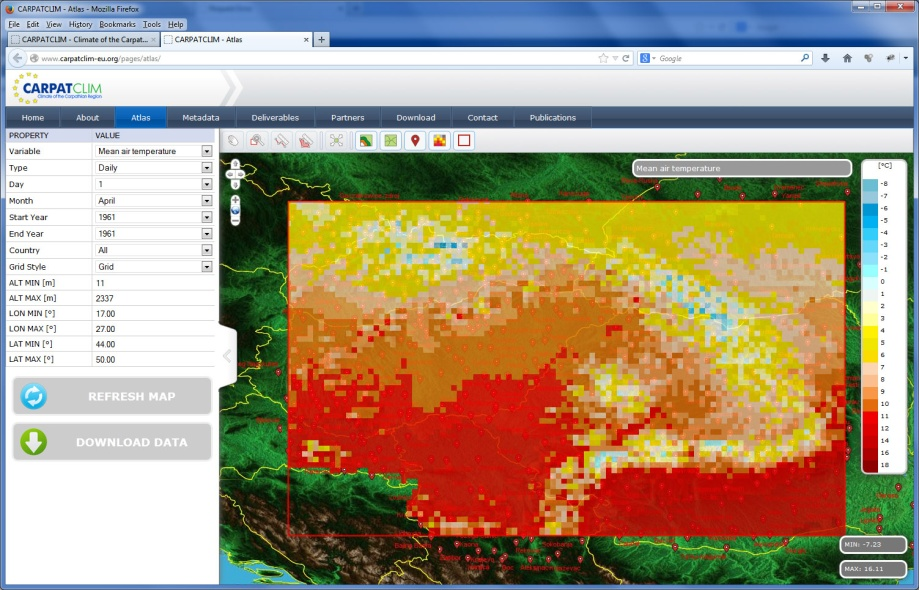 CARPATCLIM - Atlas - Mozilla Firefox
File Edit View History Bookmarks Tools Help
CARPATCLIM - Climate of the Carpat... × CARPATCLIM - Atlas × +
www.carpatclim-eu.org/pages/atlas/ Google
CARPATCLIM
Climate of the Carpathian Region
Home About Atlas Metadata Deliverables Partners Download Contact Publications
PROPERTY VALUE
Variable Mean air temperature
Type Daily
Day 1
Month April
Start Year 1961
End Year 1961
Country All
Grid Style Grid
ALT MIN [m] 11
ALT MAX [m] 2337
LON MIN [º] 17.00
LON MAX [º] 27.00
LAT MIN [º] 44.00
LAT MAX [º] 50.00
REFRESH MAP
DOWNLOAD DATA
Mean air temperature
[°C]
-8
-7
-6
-5
-4
-3
-2
-1
0
1
2
3
4
5
6
7
8
9
10
11
12
14
16
18
MIN: -7.23
MAX: 16.11